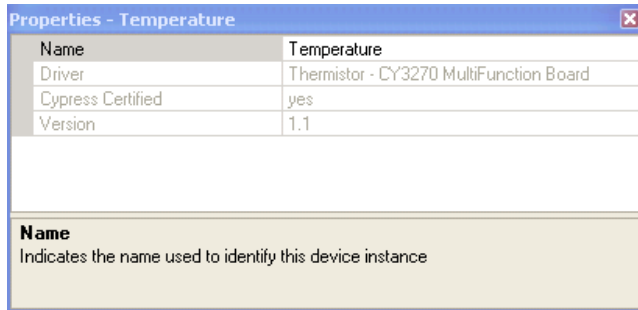 Properties - Temperature
Name Temperature
Driver Thermistor - CY3270 MultiFunction Board
Cypress Certified yes
Version 1.1
Name
Indicates the name used to identify this device instance